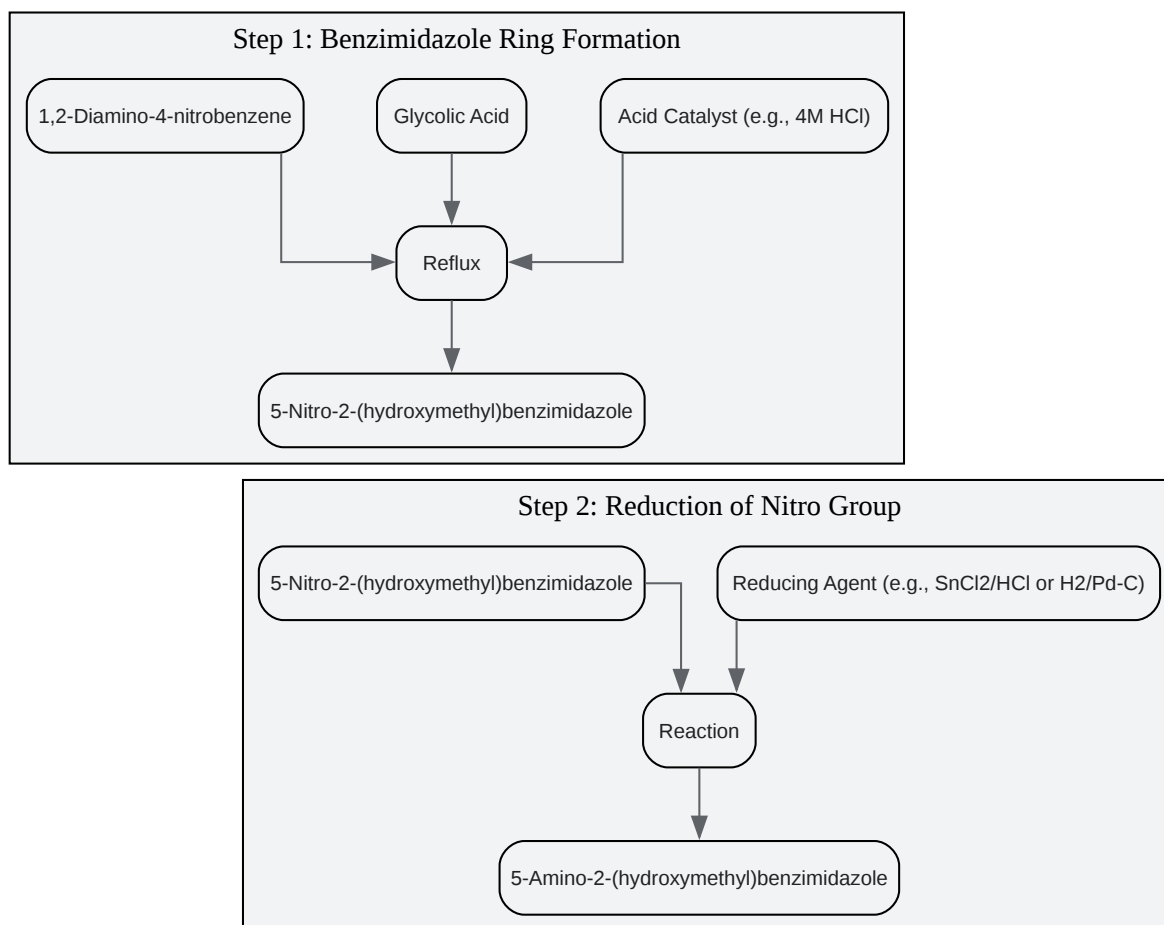 Step 1: Benzimidazole Ring Formation
1,2-Diamino-4-nitrobenzene
Glycolic Acid
Acid Catalyst (e.g., 4M HCl)
Reflux
5-Nitro-2-(hydroxymethyl)benzimidazole
Step 2: Reduction of Nitro Group
5-Nitro-2-(hydroxymethyl)benzimidazole
Reducing Agent (e.g., SnCl2/HCl or H2/Pd-C)
Reaction
5-Amino-2-(hydroxymethyl)benzimidazole